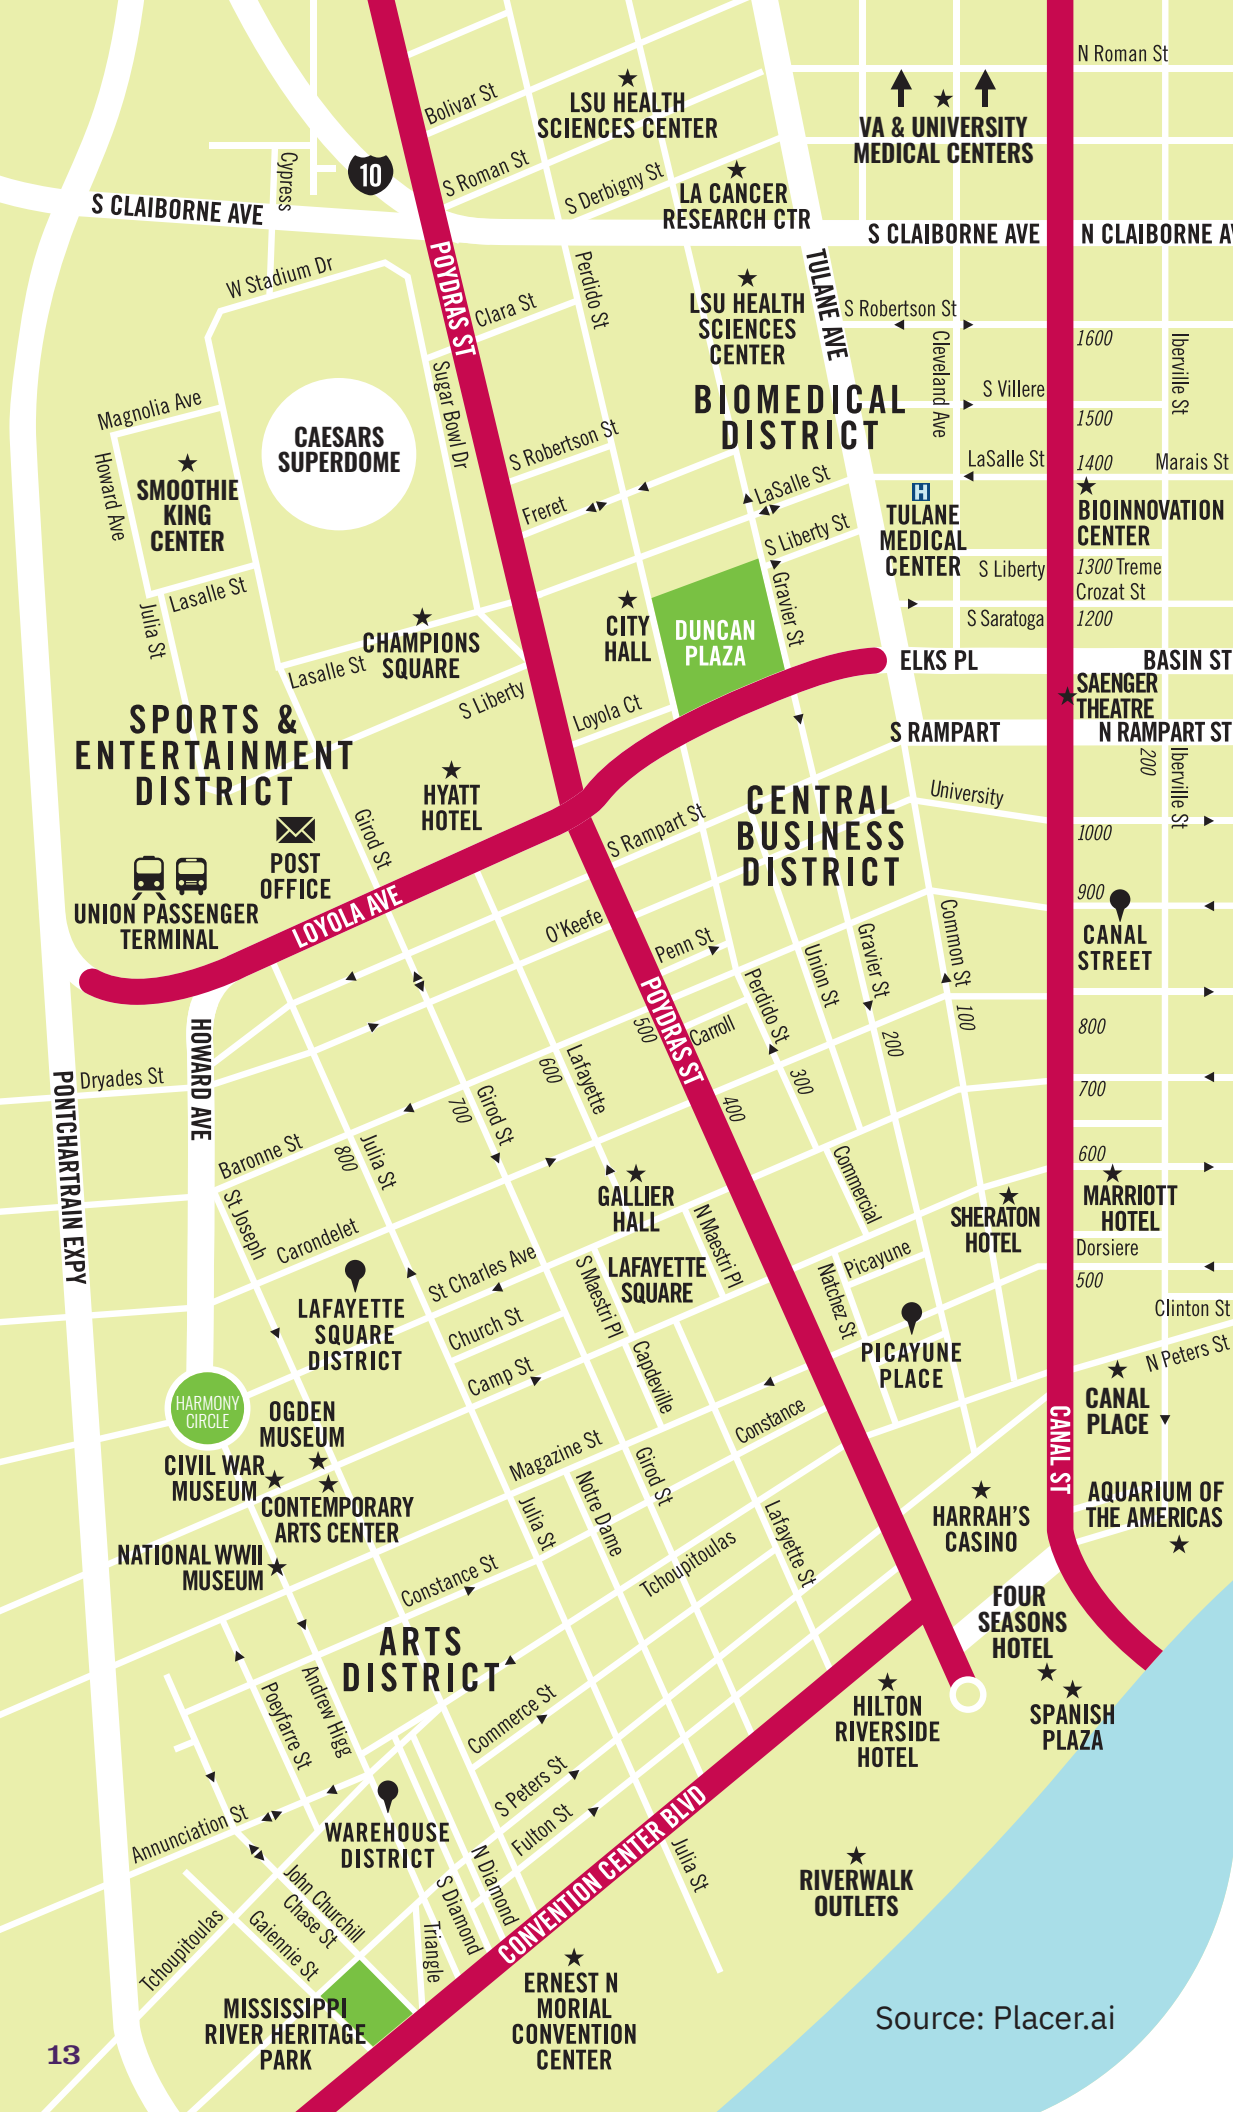 N Roman St
Bolivar St
LSU HEALTH
SCIENCES CENTER
VA & UNIVERSITY
MEDICAL CENTERS
10
Cypress
S Roman St
S Derbigny St
LA CANCER
RESEARCH CTR
S CLAIBORNE AVE
S CLAIBORNE AVE
N CLAIBORNE AV
W Stadium Dr
POYDRAS ST
Perdido St
TULANE AVE
Clara St
LSU HEALTH
SCIENCES
CENTER
S Robertson St
1600
Cleveland Ave
Iberville St
Sugar Bowl Dr
BIOMEDICAL
DISTRICT
S Villere
1500
Magnolia Ave
CAESARS
SUPERDOME
Howard Ave
SMOOTHIE
KING
CENTER
S Robertson St
Freret
LaSalle St
LaSalle St
1400
Marais St
TULANE
MEDICAL
CENTER
H
BIOINNOVATION
CENTER
S Liberty St
S Liberty
1300 Treme
Crozat St
Lasalle St
Julia St
Gravier St
CITY
HALL
DUNCAN
PLAZA
S Saratoga
1200
CHAMPIONS
SQUARE
Lasalle St
S Liberty
ELKS PL
BASIN ST
SAENGER
THEATRE
Loyola Ct
S RAMPART
N RAMPART ST
SPORTS &
ENTERTAINMENT
DISTRICT
200
Iberville St
HYATT
HOTEL
University
CENTRAL
BUSINESS
DISTRICT
Girod St
S Rampart St
1000
POST
OFFICE
UNION PASSENGER
TERMINAL
LOYOLA AVE
O'Keefe
900
CANAL
STREET
Penn St
Union St
Gravier St
Common St
Perdido St
POYDRAS ST
500
Carroll
200
100
800
HOWARD AVE
PONTCHARTRAIN EXPY
Dryades St
600
Lafayette
300
700
700
Girod St
400
Baronne St
800
Julia St
Commercial
600
GALLIER
HALL
SHERATON
HOTEL
MARRIOTT
HOTEL
St Joseph
Carondelet
N Maestri Pl
Dorsiere
St Charles Ave
S Maestri Pl
LAFAYETTE
SQUARE
Picayune
Natchez St
500
LAFAYETTE
SQUARE
DISTRICT
Clinton St
Church St
PICAYUNE
PLACE
N Peters St
Camp St
Capdeville
HARMONY
CIRCLE
OGDEN
MUSEUM
CANAL
PLACE
CANAL ST
Constance
CIVIL WAR
MUSEUM
Magazine St
Girod St
CONTEMPORARY
ARTS CENTER
Notre Dame
Julia St
Lafayette St
HARRAH'S
CASINO
AQUARIUM OF
THE AMERICAS
NATIONAL WWII
MUSEUM
Constance St
Tchoupitoulas
FOUR
SEASONS
HOTEL
ARTS
DISTRICT
Andrew Higg
Poeyfarre St
Commerce St
HILTON
RIVERSIDE
HOTEL
SPANISH
PLAZA
S Peters St
Fulton St
Annunciation St
WAREHOUSE
DISTRICT
CONVENTION CENTER BLVD
Julia St
RIVERWALK
OUTLETS
John Churchill
Chase St
N Diamond
S Diamond
Triangle
Gaiennie St
Tchoupitoulas
MISSISSIPPI
RIVER HERITAGE
PARK
ERNEST N
MORIAL
CONVENTION
CENTER
Source: Placer.ai
13